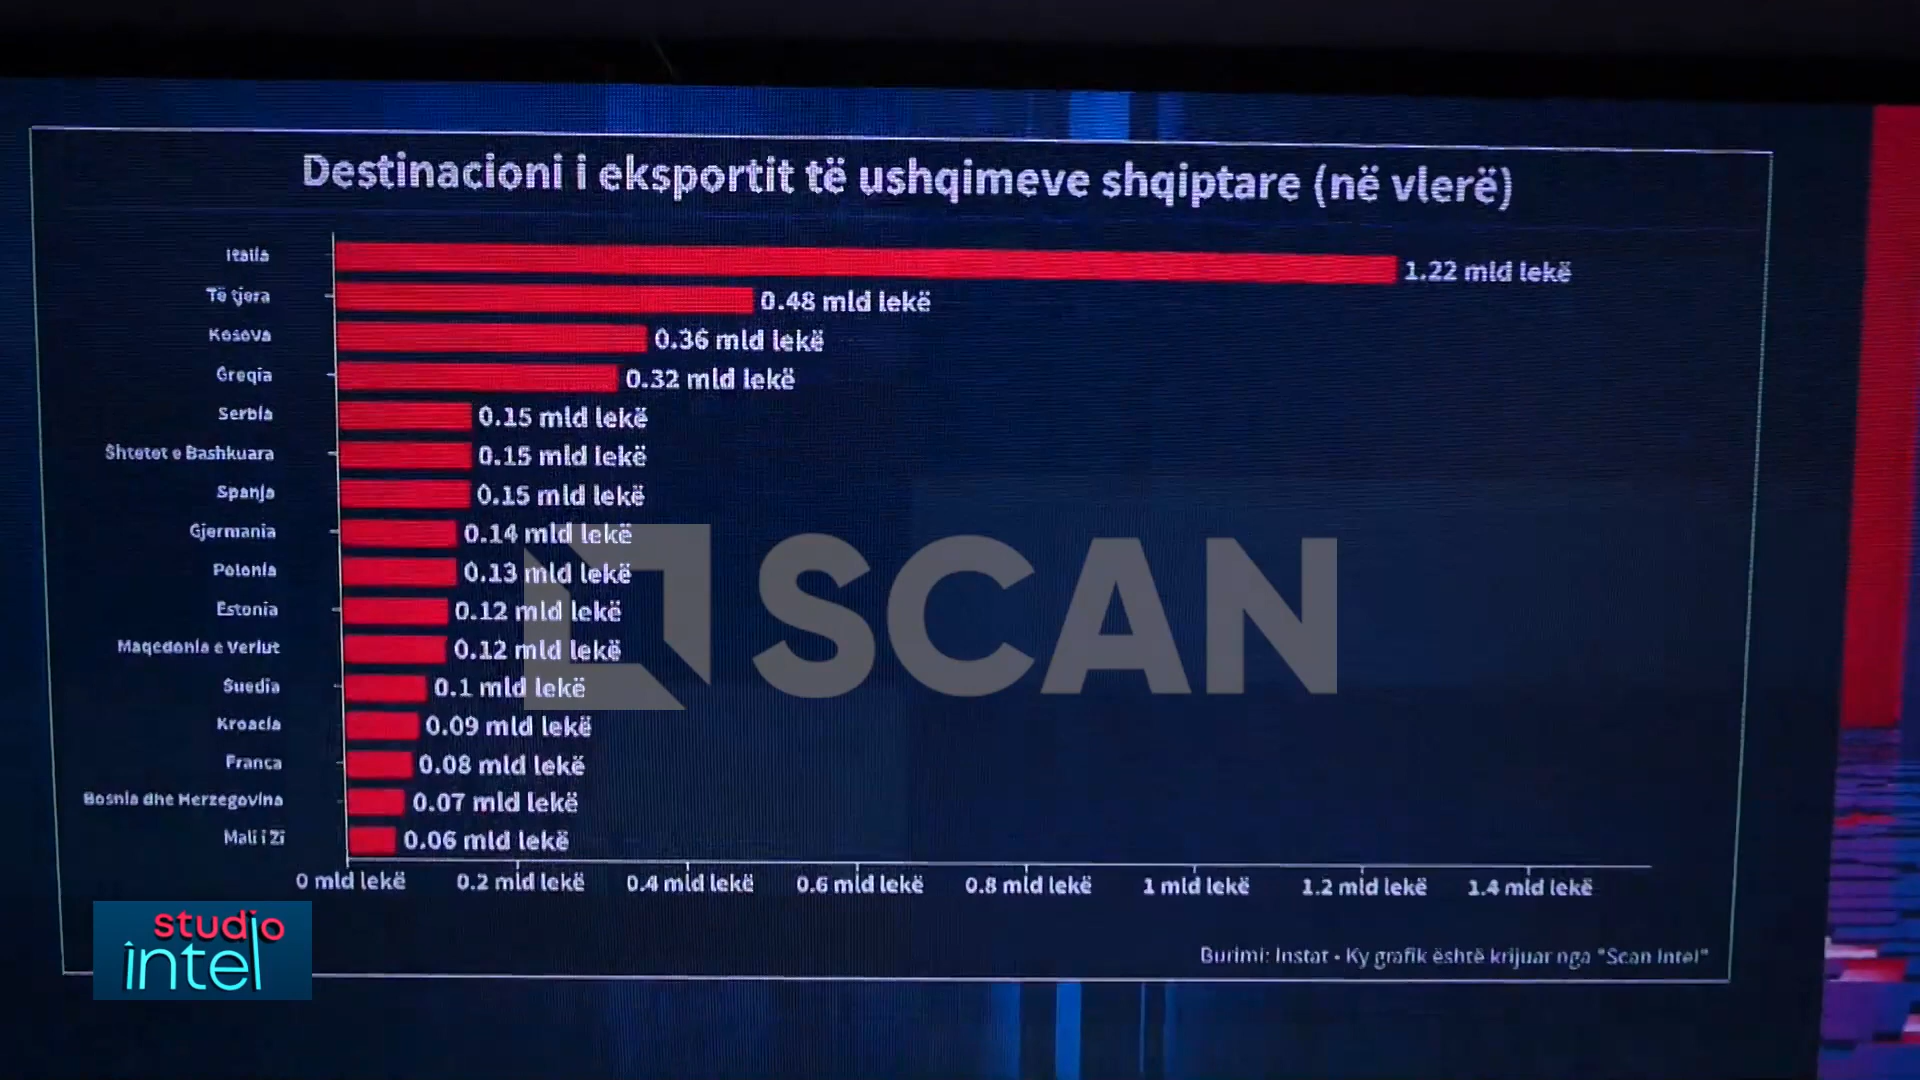 Destinacioni i eksportit të ushqimeve shqiptare (në vlerë)
Italia 1.22 mld lekë
Të tjera 0.48 mld lekë
Kosova 0.36 mld lekë
Greqia 0.32 mld lekë
Serbia 0.15 mld lekë
Shtetet e Bashkuara 0.15 mld lekë
Spanja 0.15 mld lekë
Gjermania 0.14 mld lekë
Polonia 0.13 mld lekë
Estonia 0.12 mld lekë
Maqedonia e Veriut 0.12 mld lekë
Suedia 0.1 mld lekë
Kroacia 0.09 mld lekë
Franca 0.08 mld lekë
Bosnia dhe Herzegovina 0.07 mld lekë
Mali i Zi 0.06 mld lekë
0 mld lekë 0.2 mld lekë 0.4 mld lekë 0.6 mld lekë 0.8 mld lekë 1 mld lekë 1.2 mld lekë 1.4 mld lekë
Burimi: Instat • Ky grafik është krijuar nga "Scan Intel"
SCAN
studio
intel